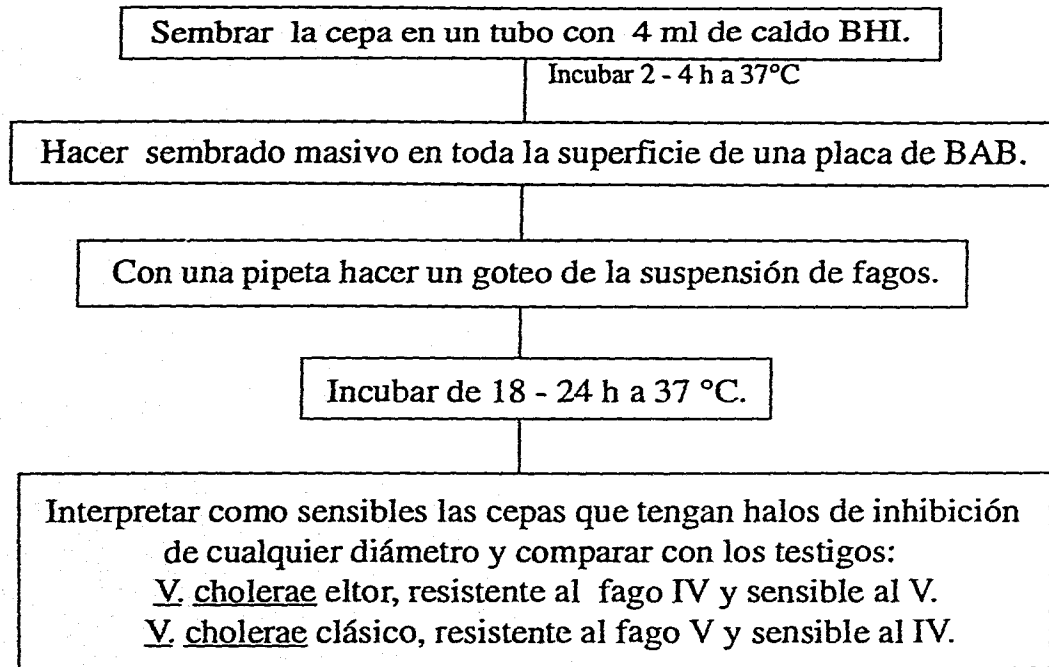 Sembrar la cepa en un tubo con 4 ml de caldo BHI.
Incubar 2 - 4 h a 37°C
Hacer sembrado masivo en toda la superficie de una placa de BAB.
Con una pipeta hacer un goteo de la suspensión de fagos.
Incubar de 18 - 24 h a 37 °C.
Interpretar como sensibles las cepas que tengan halos de inhibición
de cualquier diámetro y comparar con los testigos:
V. cholerae eltor, resistente al fago IV y sensible al V.
V. cholerae clásico, resistente al fago V y sensible al IV.